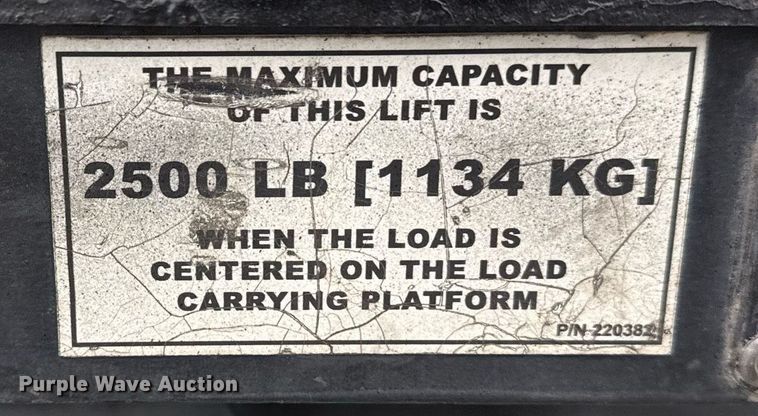 THE MAXIMUM CAPACITY
OF THIS LIFT IS
2500 LB [1134 KG]
WHEN THE LOAD IS
CENTERED ON THE LOAD
CARRYING PLATFORM
P/N 220382
Purple Wave Auction